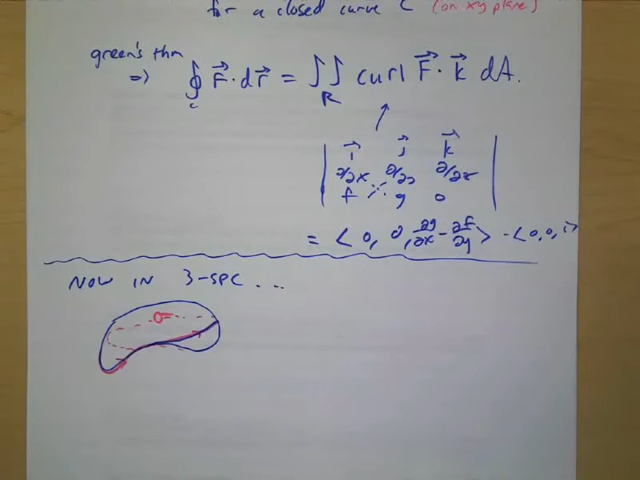 for a closed curve C (on xy plane)
green's thm
=> ∮_C F⃗ · dr⃗ = ∬_R curl F⃗ · k⃗ dA.
| i⃗ j⃗ k⃗ |
| ∂/∂x ∂/∂y ∂/∂z |
| f g 0 |
= < 0, 0, ∂g/∂x - ∂f/∂y > · <0,0,1>
NOW IN 3-SPC ...
σ